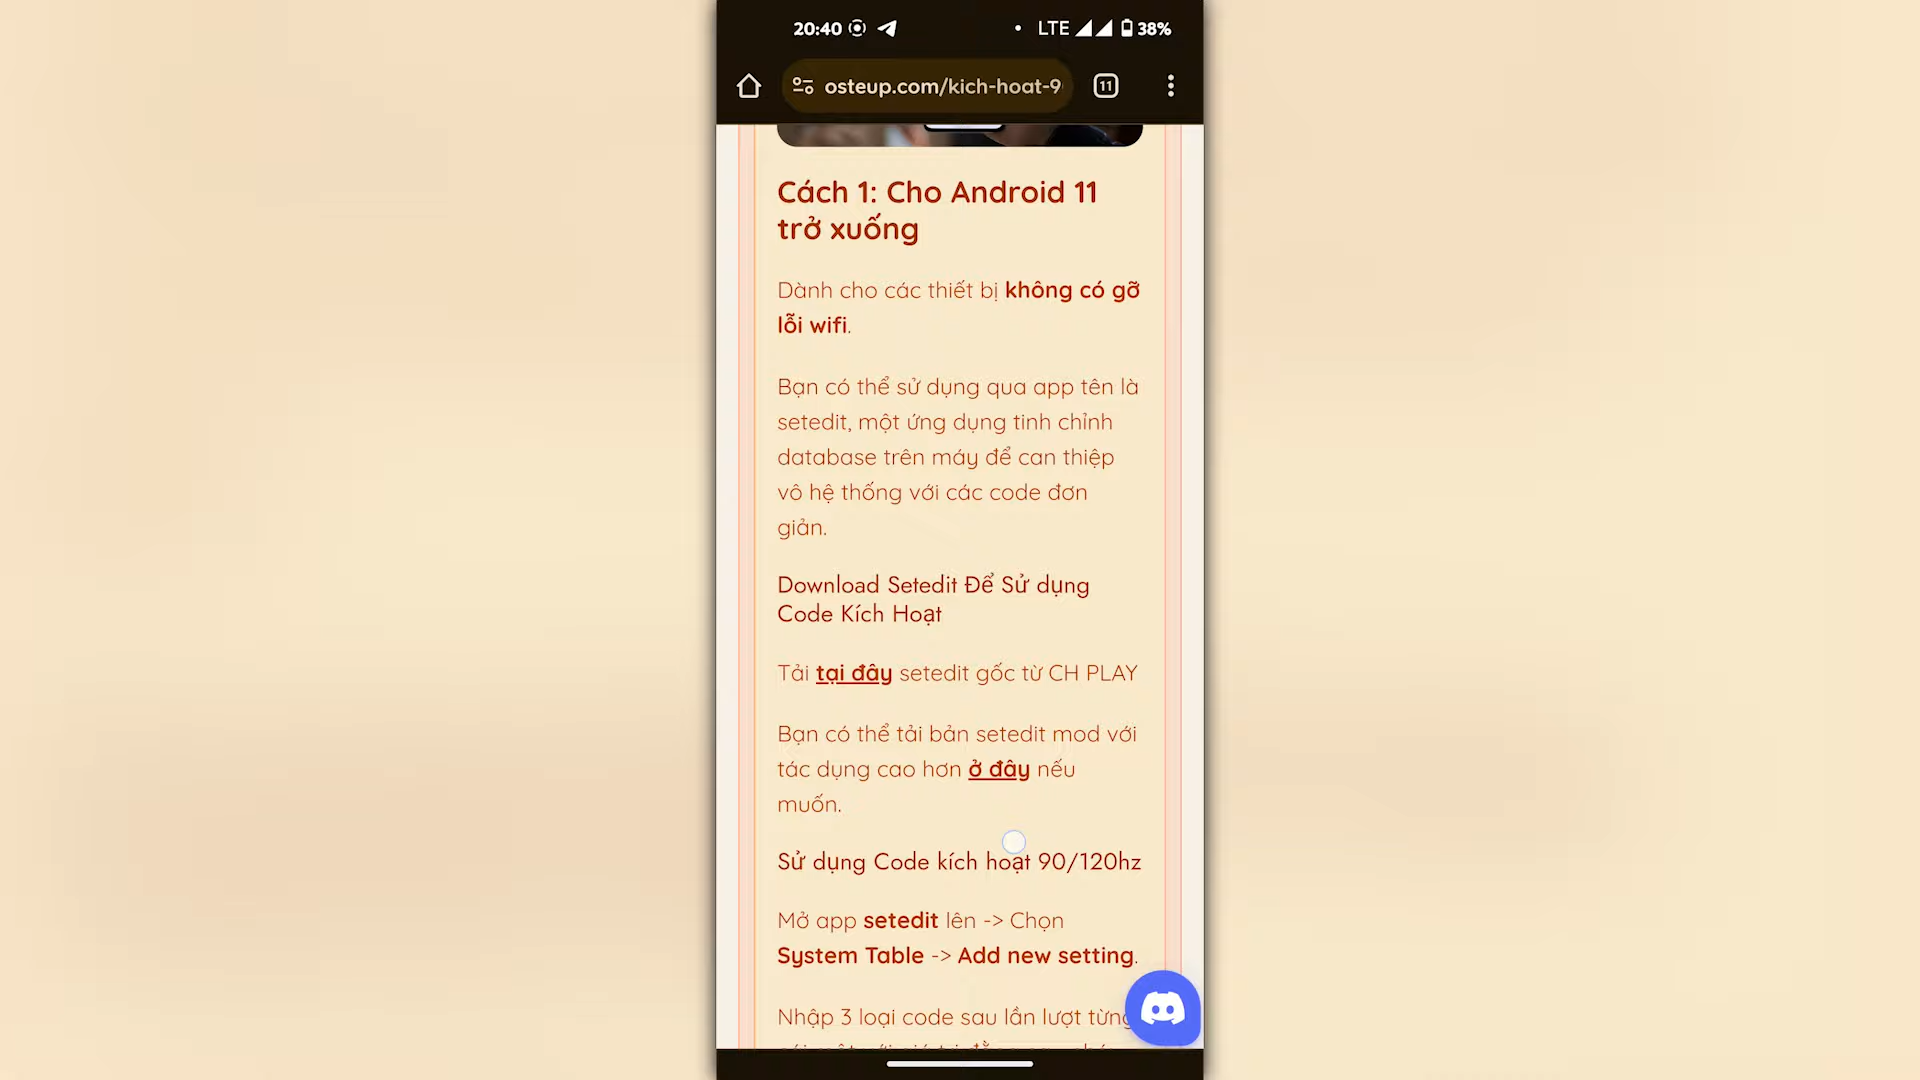 20:40
LTE
38%
osteup.com/kich-hoat-9
11
Cách 1: Cho Android 11
trở xuống
Dành cho các thiết bị không có gỡ
lỗi wifi.
Bạn có thể sử dụng qua app tên là
setedit, một ứng dụng tinh chỉnh
database trên máy để can thiệp
vô hệ thống với các code đơn
giản.
Download Setedit Để Sử dụng
Code Kích Hoạt
Tải tại đây setedit gốc từ CH PLAY
Bạn có thể tải bản setedit mod với
tác dụng cao hơn ở đây nếu
muốn.
Sử dụng Code kích hoạt 90/120hz
Mở app setedit lên -> Chọn
System Table -> Add new setting.
Nhập 3 loại code sau lần lượt từng